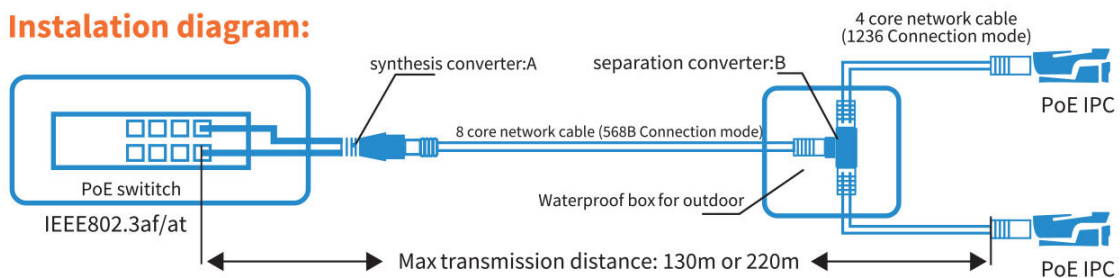 Instalation diagram:
4 core network cable
(1236 Connection mode)
synthesis converter:A
separation converter:B
PoE IPC
8 core network cable (568B Connection mode)
PoE swititch
Waterproof box for outdoor
IEEE802.3af/at
Max transmission distance: 130m or 220m
PoE IPC